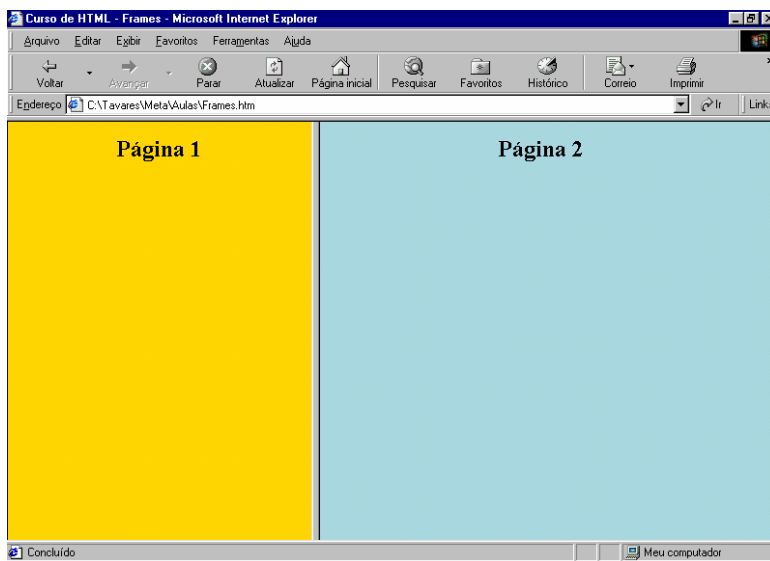 Curso de HTML - Frames - Microsoft Internet Explorer
Arquivo Editar Exibir Favoritos Ferramentas Ajuda
Voltar Avançar Parar Atualizar Página inicial Pesquisar Favoritos Histórico Correio Imprimir
Endereço C:\Tavares\Meta\Aulas\Frames.htm Ir Links
Página 1 Página 2
Concluído Meu computador